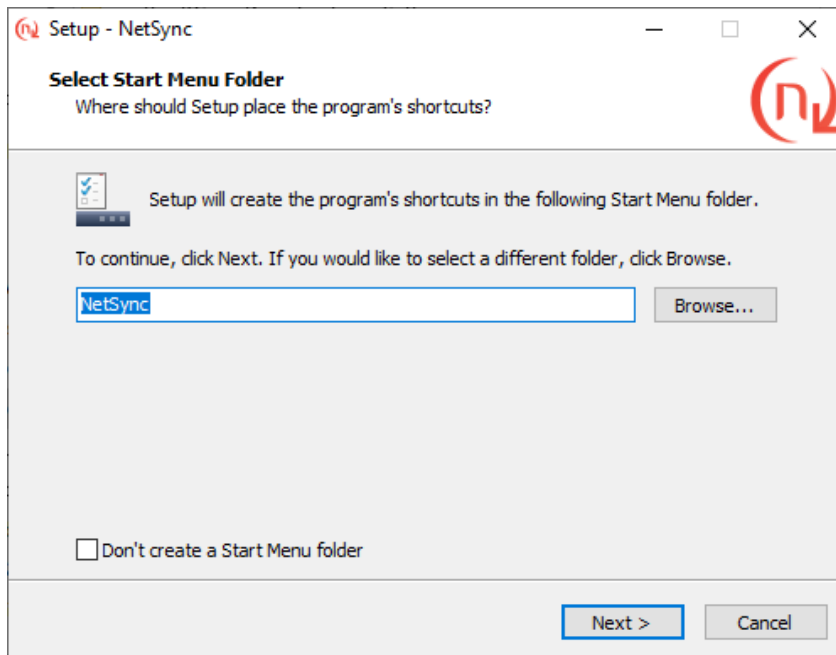 Setup - NetSync
Select Start Menu Folder
Where should Setup place the program's shortcuts?
Setup will create the program's shortcuts in the following Start Menu folder.
To continue, click Next. If you would like to select a different folder, click Browse.
NetSync
Browse...
Don't create a Start Menu folder
Next >
Cancel